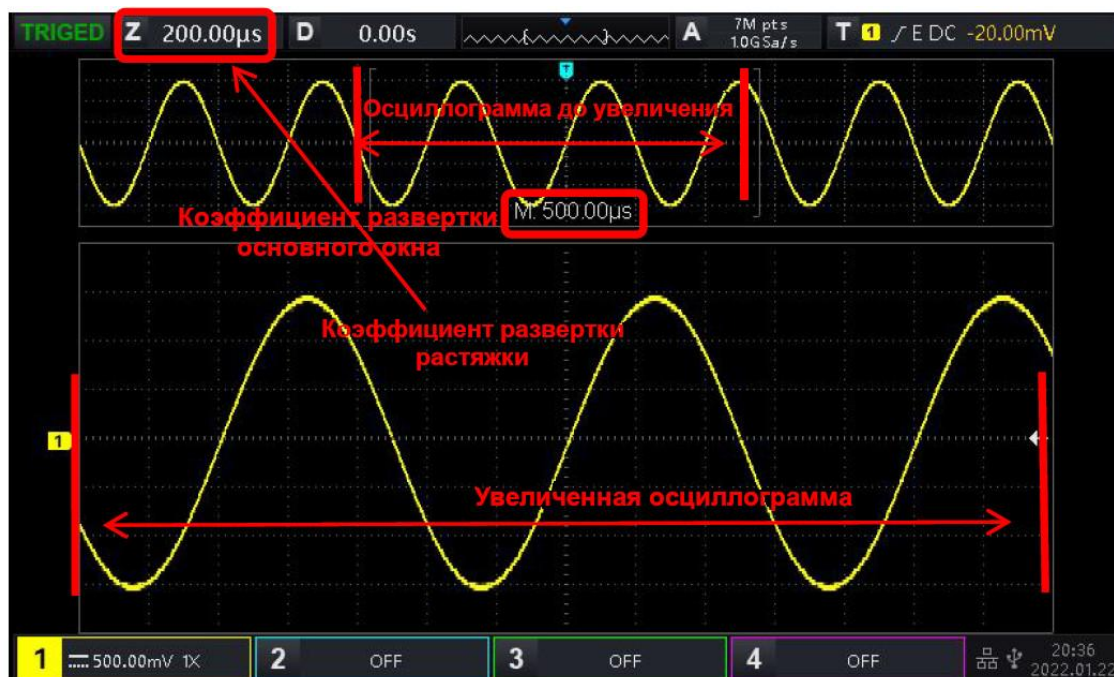 TRIGED Z 200.00µs D 0.00s A 7M pts 1.0GSa/s T 1 E DC -20.00mV
T
Осциллограмма до увеличения
M: 500.00µs
Коэффициент развертки
основного окна
Коэффициент развертки
растяжки
1
Увеличенная осциллограмма
1 500.00mV 1X 2 OFF 3 OFF 4 OFF 20:36
2022.01.22